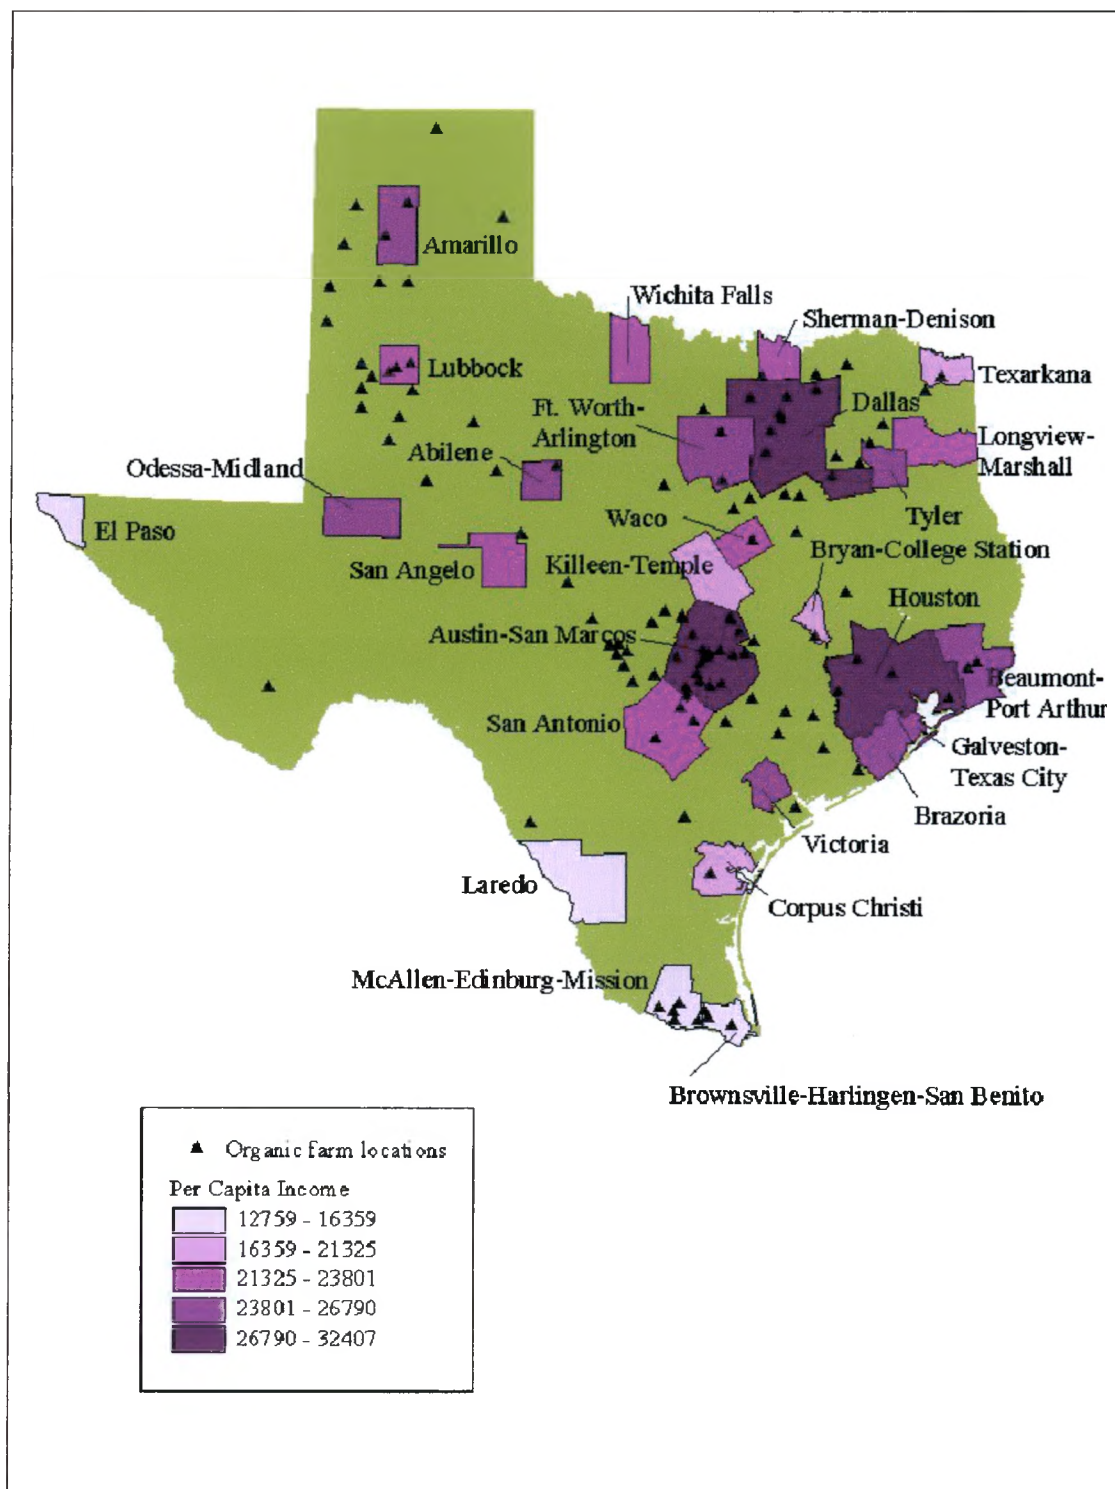 Amarillo
Wichita Falls
Sherman-Denison
Lubbock
Texarkana
Ft. Worth-
Arlington
Dallas
Abilene
Longview-
Marshall
Odessa-Midland
El Paso
Waco
Tyler
San Angelo
Killeen-Temple
Bryan-College Station
Houston
Austin-San Marcos
Beaumont-
Port Arthur
San Antonio
Galveston-
Texas City
Brazoria
Victoria
Laredo
Corpus Christi
McAllen-Edinburg-Mission
Brownsville-Harlingen-San Benito
Organic farm locations
Per Capita Income
12759 - 16359
16359 - 21325
21325 - 23801
23801 - 26790
26790 - 32407